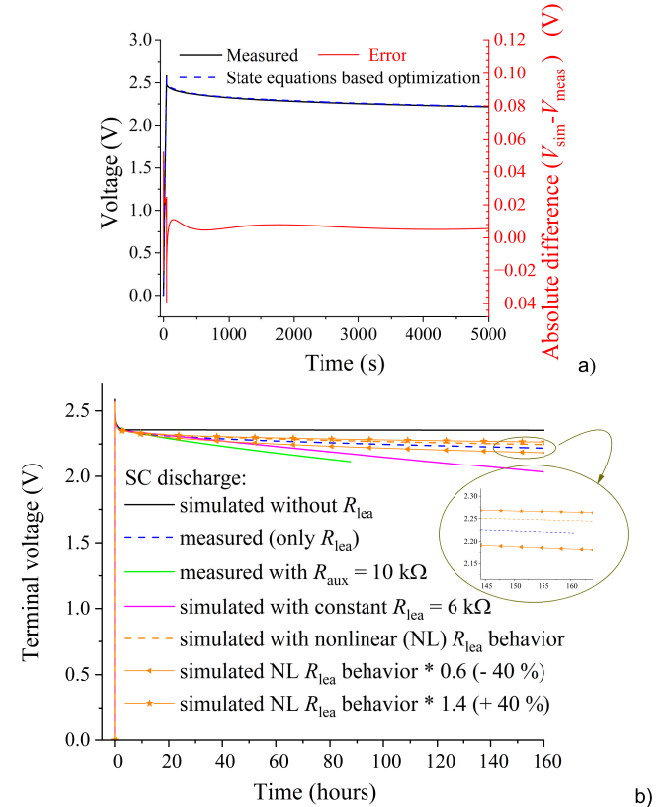 a)
Measured
Error
State equations based optimization
Voltage (V)
3.0
2.5
2.0
1.5
1.0
0.5
0.0
Absolute difference (Vsim-Vmeas) (V)
0.12
0.10
0.08
0.06
0.04
0.02
0.00
−0.02
0.04
0 1000 2000 3000 4000 5000
Time (s)
a)
Terminal voltage (V)
2.5
2.0
1.5
1.0
0.5
0.0
SC discharge:
simulated without Rlea
measured (only Rlea)
measured with Raux = 10 kΩ
simulated with constant Rlea = 6 kΩ
simulated with nonlinear (NL) Rlea behavior
simulated NL Rlea behavior * 0.6 (- 40 %)
simulated NL Rlea behavior * 1.4 (+ 40 %)
2.30
2.25
2.20
2.15
145 150 155 160
0 20 40 60 80 100 120 140 160
Time (hours)
b)